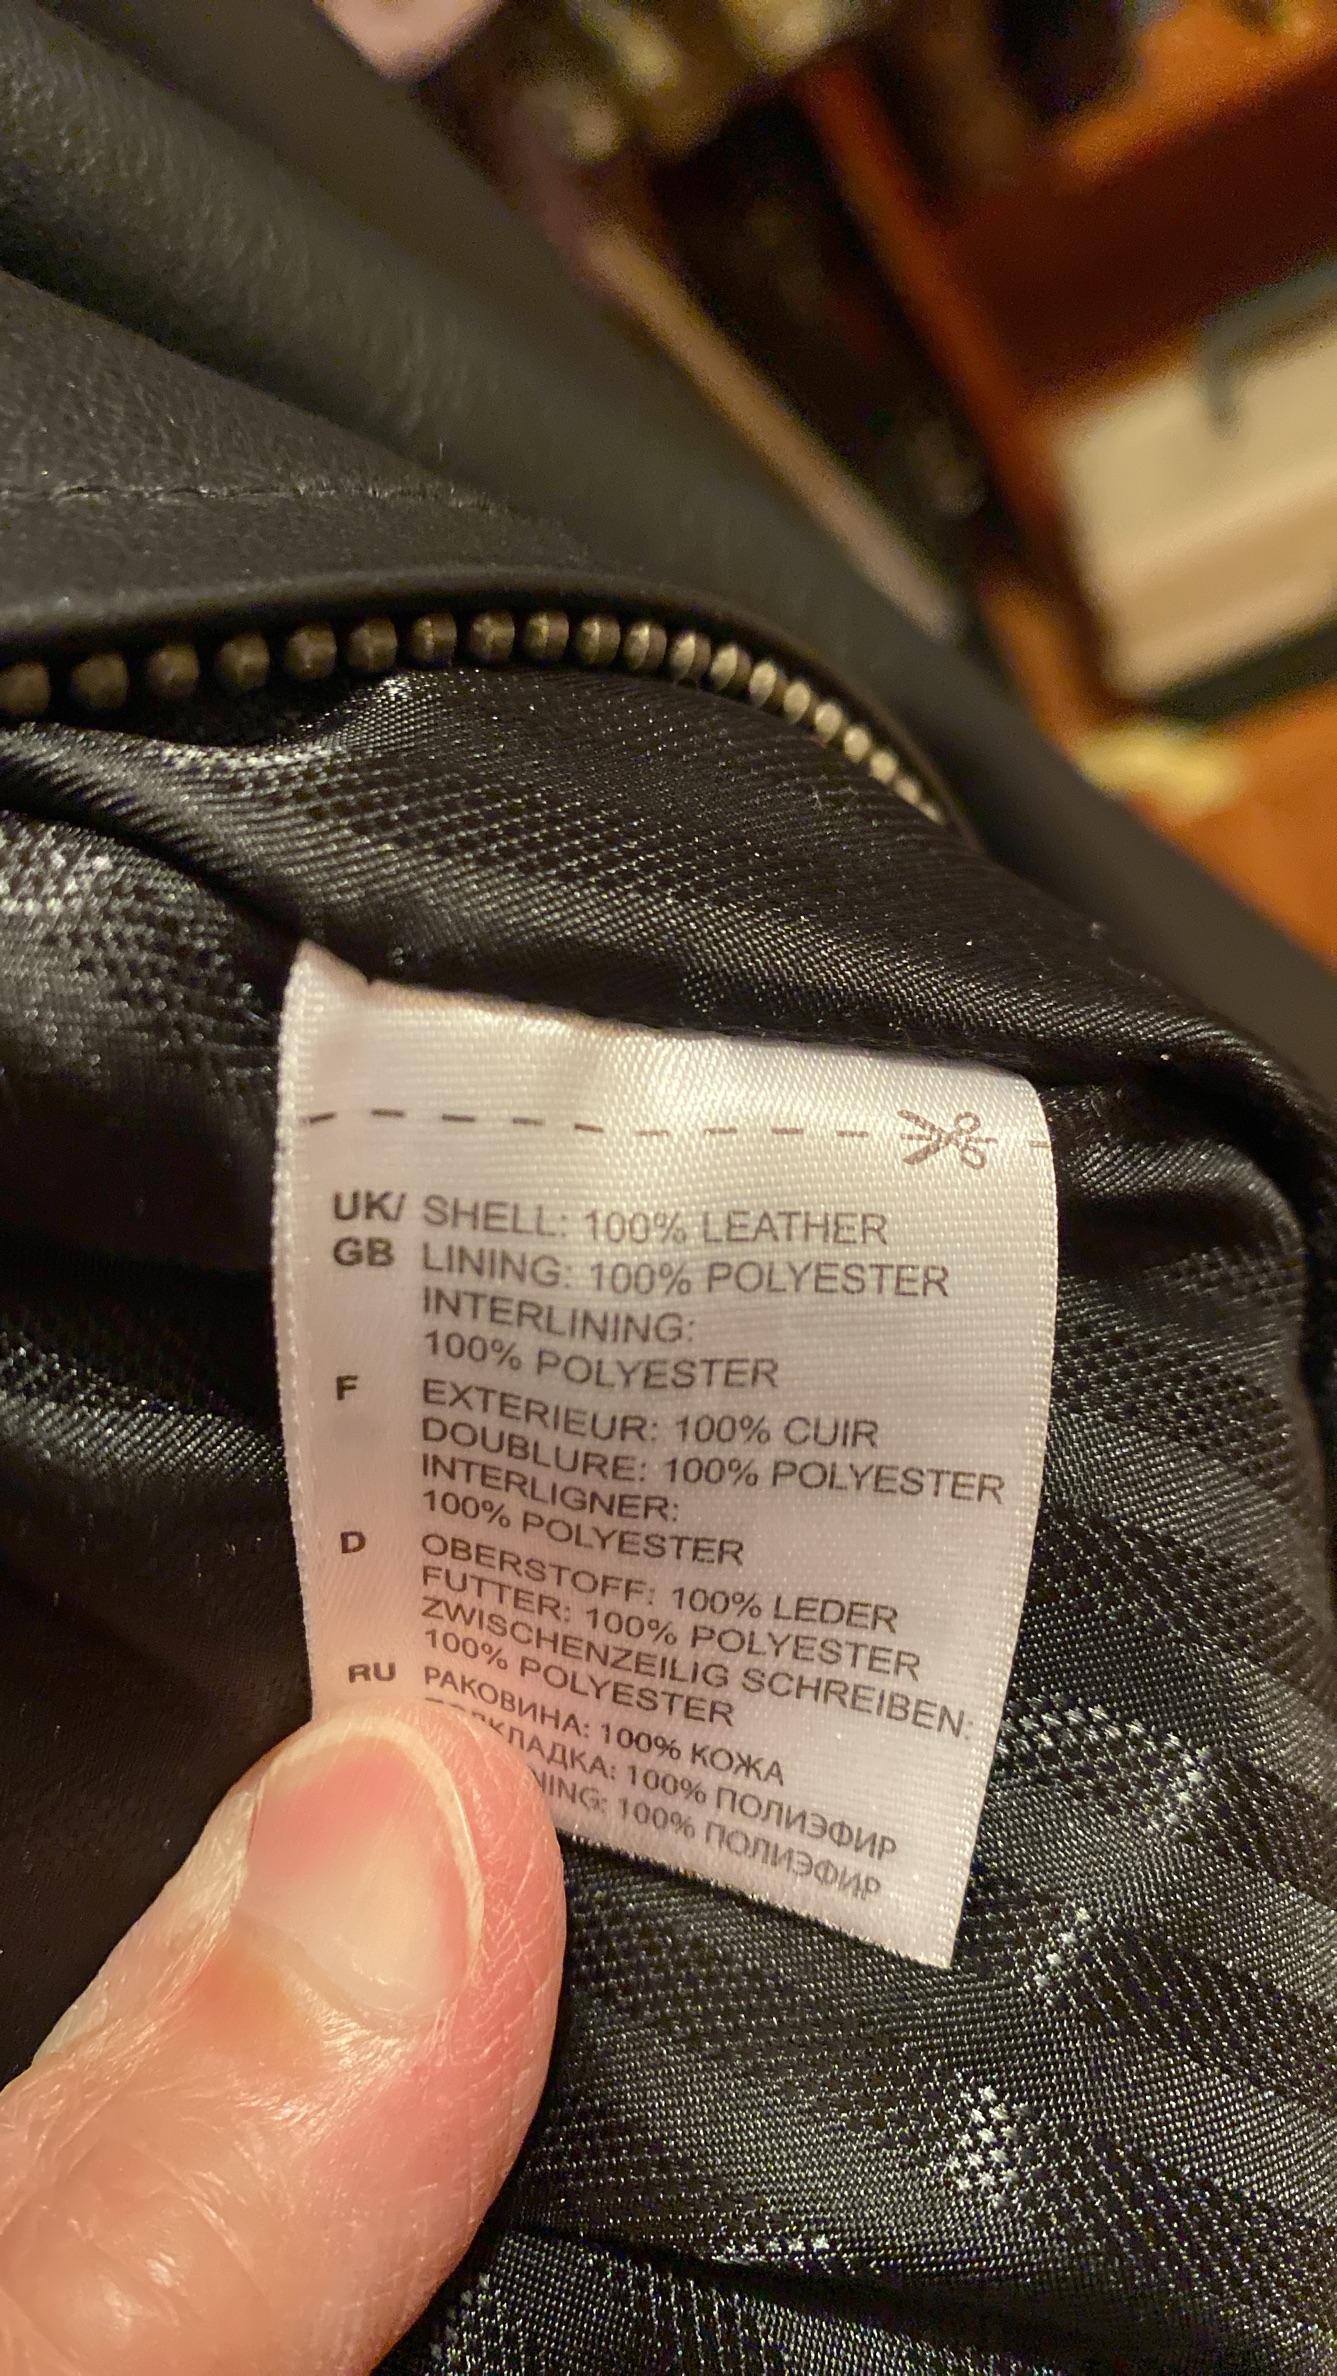 UK/ SHELL: 100% LEATHER
GB LINING: 100% POLYESTER
INTERLINING:
100% POLYESTER
F EXTERIEUR: 100% CUIR
DOUBLURE: 100% POLYESTER
INTERLIGNER:
100% POLYESTER
D OBERSTOFF: 100% LEDER
FUTTER: 100% POLYESTER
ZWISCHENZEILIG SCHREIBEN:
100% POLYESTER
RU РАКОВИНА: 100% КОЖА
100% ПОЛИЭФИР
100% ПОЛИЭФИР